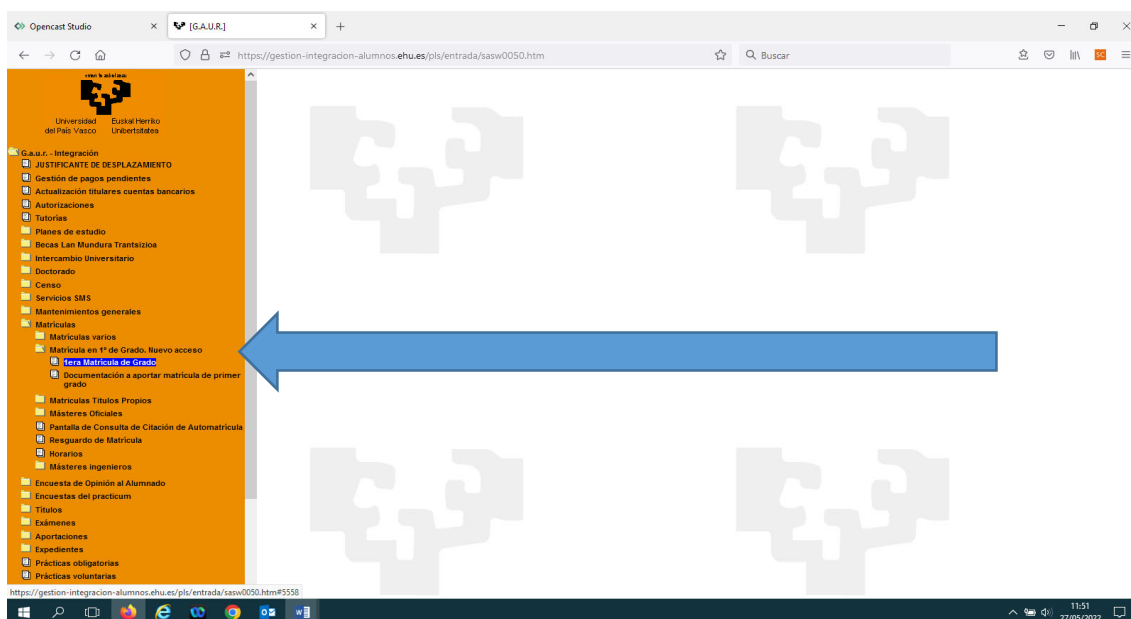 Opencast Studio
[G.A.U.R.]
https://gestion-integracion-alumnos.ehu.es/pls/entrada/sasw0050.htm
Buscar
SC
Universidad Euskal Herriko
del País Vasco Unibertsitatea
G.a.u.r. - Integración
JUSTIFICANTE DE DESPLAZAMIENTO
Gestión de pagos pendientes
Actualización titulares cuentas bancarios
Autorizaciones
Tutorías
Planes de estudio
Becas Lan Mundura Trantsizioa
Intercambio Universitario
Doctorado
Censo
Servicios SMS
Mantenimientos generales
Matrículas
Matrículas varios
Matrícula en 1º de Grado. Nuevo acceso
1era Matrícula de Grado
Documentación a aportar matrícula de primer
grado
Matrículas Títulos Propios
Másteres Oficiales
Pantalla de Consulta de Citación de Automatrícula
Resguardo de Matrícula
Horarios
Másteres ingenieros
Encuesta de Opinión al Alumnado
Encuestas del practicum
Títulos
Exámenes
Aportaciones
Expedientes
Prácticas obligatorias
Prácticas voluntarias
https://gestion-integracion-alumnos.ehu.es/pls/entrada/sasw0050.htm#5558
11:51
27/05/2022